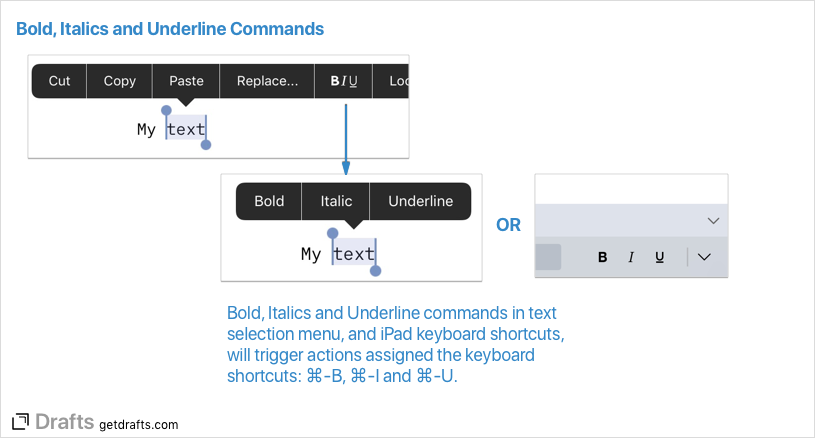 Bold, Italics and Underline Commands
Cut Copy Paste Replace... B I U
My text
Bold Italic Underline
My text
OR
B I U
Bold, Italics and Underline commands in text
selection menu, and iPad keyboard shortcuts,
will trigger actions assigned the keyboard
shortcuts: ⌘-B, ⌘-I and ⌘-U.
Drafts getdrafts.com